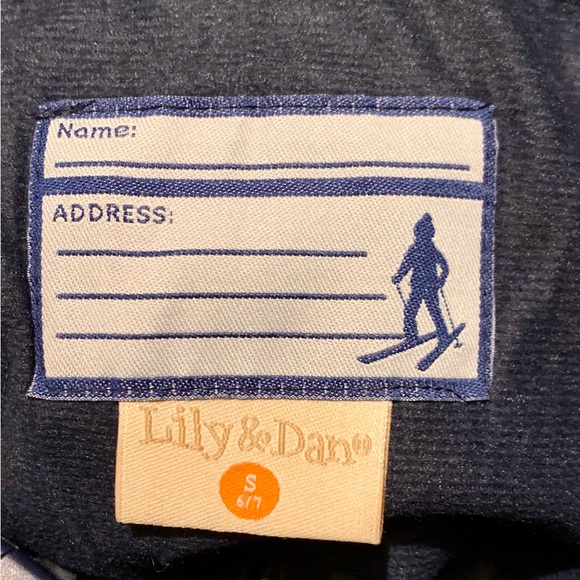 Name:
ADDRESS:
Lily & Dan®
S
6/7